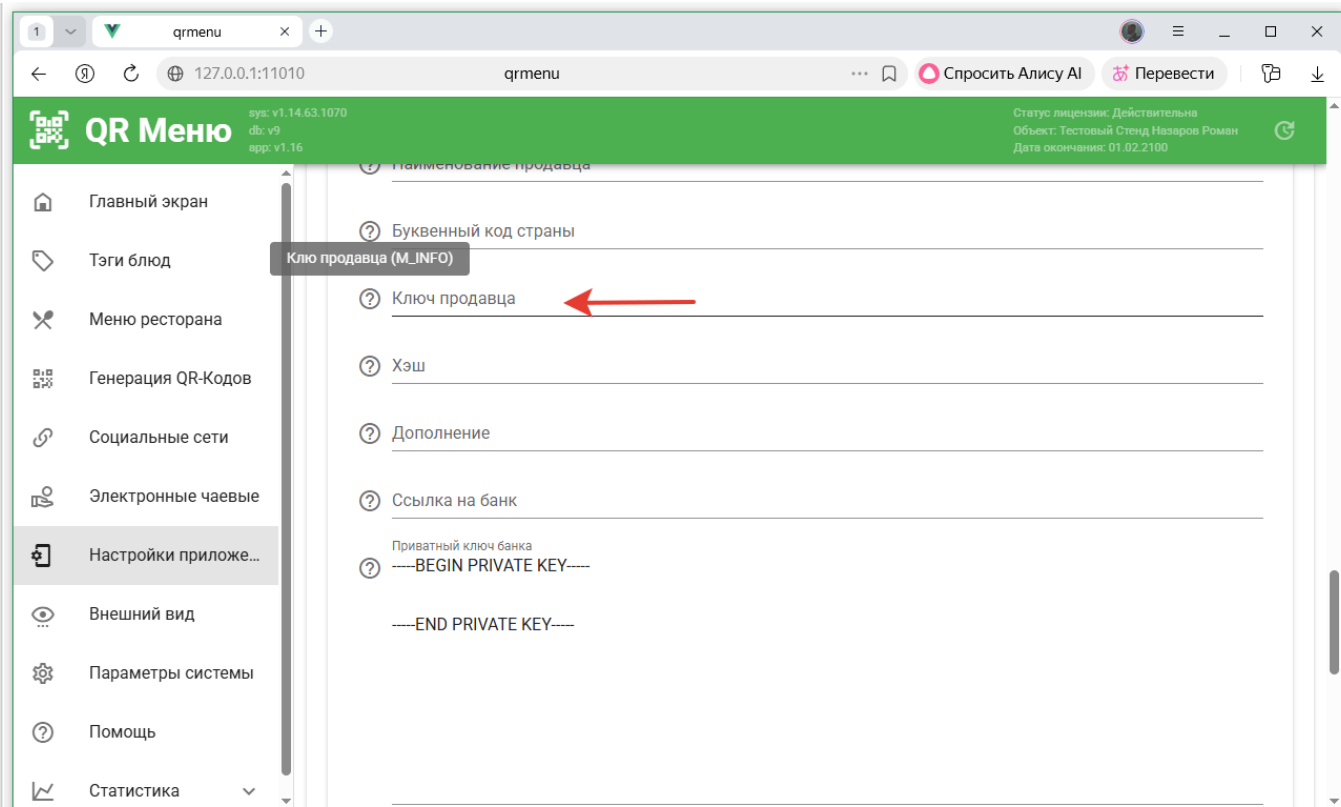 1
qrmenu
127.0.0.1:11010
qrmenu
Спросить Алису AI
Перевести
QR Меню
sys: v1.14.63.1070
db: v9
app: v1.16
Статус лицензии: Действительна
Объект: Тестовый Стенд Назаров Роман
Дата окончания: 01.02.2100
Главный экран
Тэги блюд
Меню ресторана
Генерация QR-Кодов
Социальные сети
Электронные чаевые
Настройки приложе...
Внешний вид
Параметры системы
Помощь
Статистика
Наименование продавца
Буквенный код страны
Клю продавца (M_INFO)
Ключ продавца
Хэш
Дополнение
Ссылка на банк
Приватный ключ банка
-----BEGIN PRIVATE KEY-----
-----END PRIVATE KEY-----